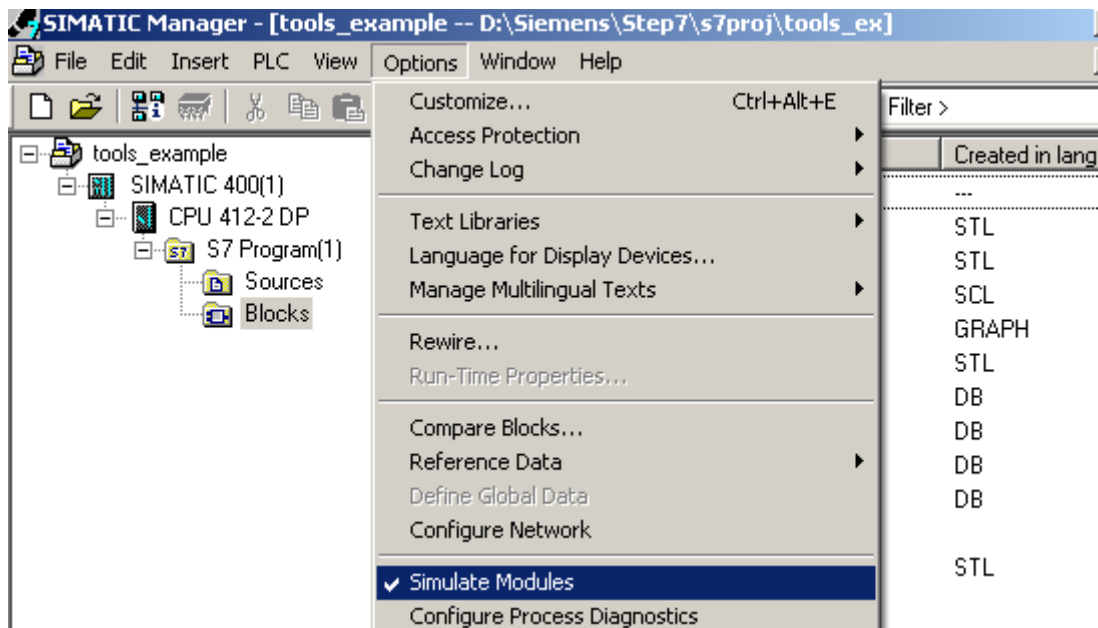 SIMATIC Manager - [tools_example -- D:\Siemens\Step7\s7proj\tools_ex]
File Edit Insert PLC View Options Window Help
Customize... Ctrl+Alt+E
Filter >
Access Protection
Change Log
Text Libraries
Language for Display Devices...
Manage Multilingual Texts
Rewire...
Run-Time Properties...
Compare Blocks...
Reference Data
Define Global Data
Configure Network
Simulate Modules
Configure Process Diagnostics
tools_example
SIMATIC 400(1)
CPU 412-2 DP
S7 Program(1)
Sources
Blocks
Created in lang
---
STL
STL
SCL
GRAPH
STL
DB
DB
DB
DB
STL